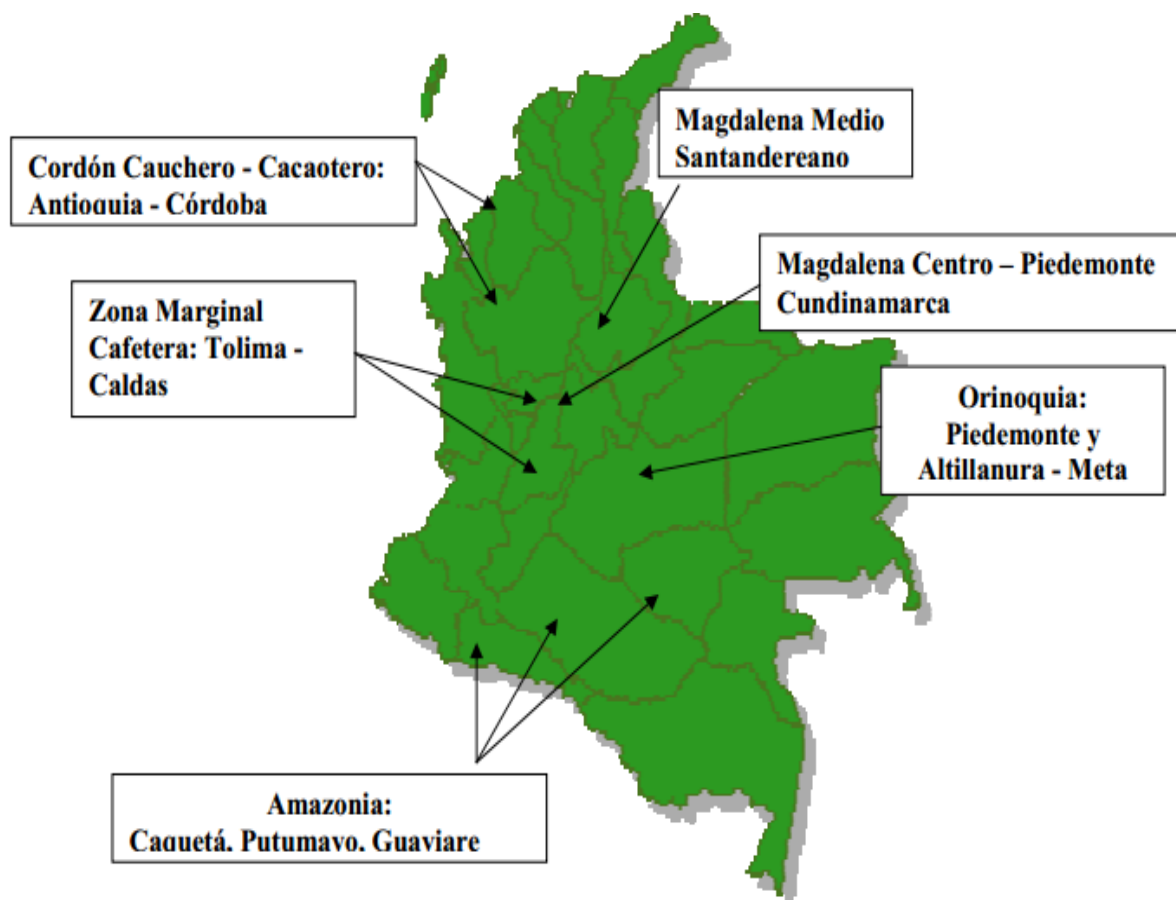 Magdalena Medio
Santandereano
Cordón Cauchero - Cacaotero:
Antioquia - Córdoba
Magdalena Centro – Piedemonte
Cundinamarca
Zona Marginal
Cafetera: Tolima -
Caldas
Orinoquia:
Piedemonte y
Altillanura - Meta
Amazonia:
Caquetá, Putumayo, Guaviare